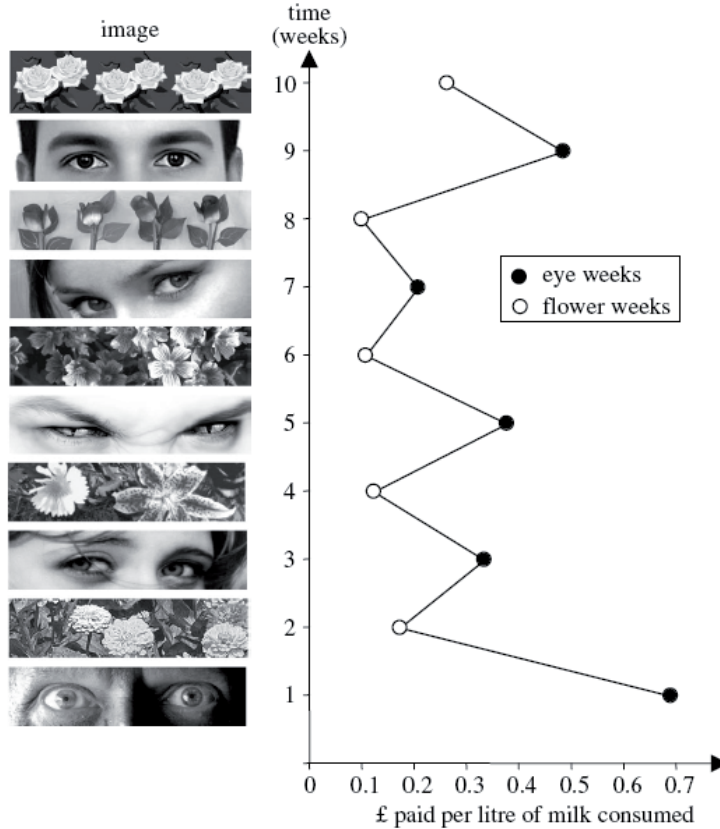 image
time
(weeks)
10
9
8
7
6
5
4
3
2
1
eye weeks
flower weeks
0 0.1 0.2 0.3 0.4 0.5 0.6 0.7
£ paid per litre of milk consumed